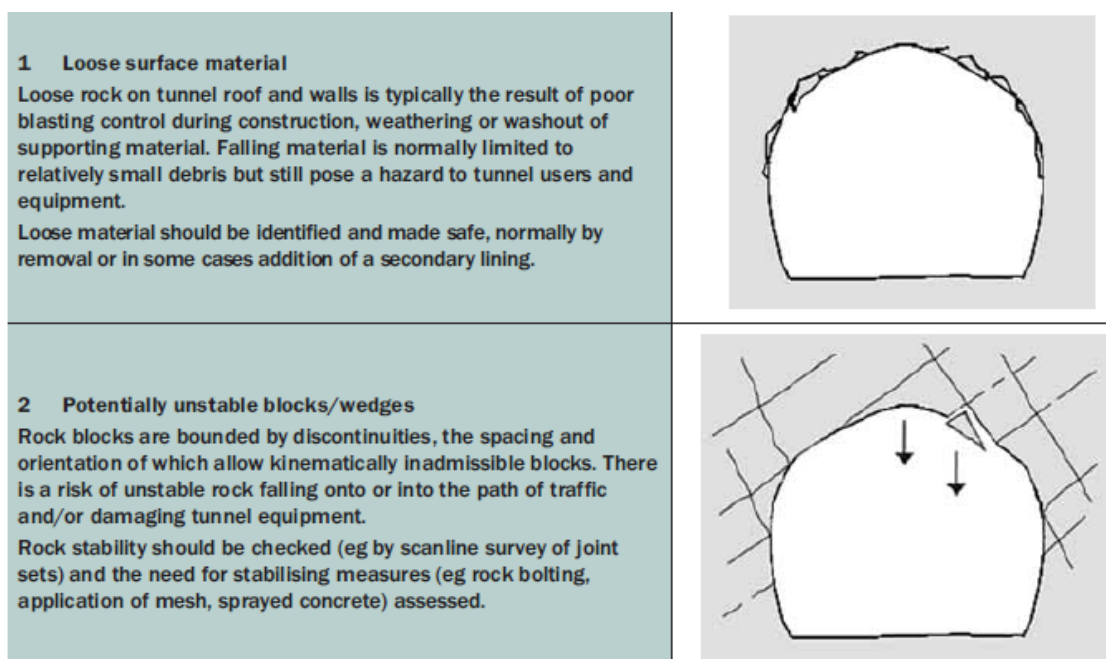 1 Loose surface material
Loose rock on tunnel roof and walls is typically the result of poor
blasting control during construction, weathering or washout of
supporting material. Falling material is normally limited to
relatively small debris but still pose a hazard to tunnel users and
equipment.
Loose material should be identified and made safe, normally by
removal or in some cases addition of a secondary lining.
2 Potentially unstable blocks/wedges
Rock blocks are bounded by discontinuities, the spacing and
orientation of which allow kinematically inadmissible blocks. There
is a risk of unstable rock falling onto or into the path of traffic
and/or damaging tunnel equipment.
Rock stability should be checked (eg by scanline survey of joint
sets) and the need for stabilising measures (eg rock bolting,
application of mesh, sprayed concrete) assessed.